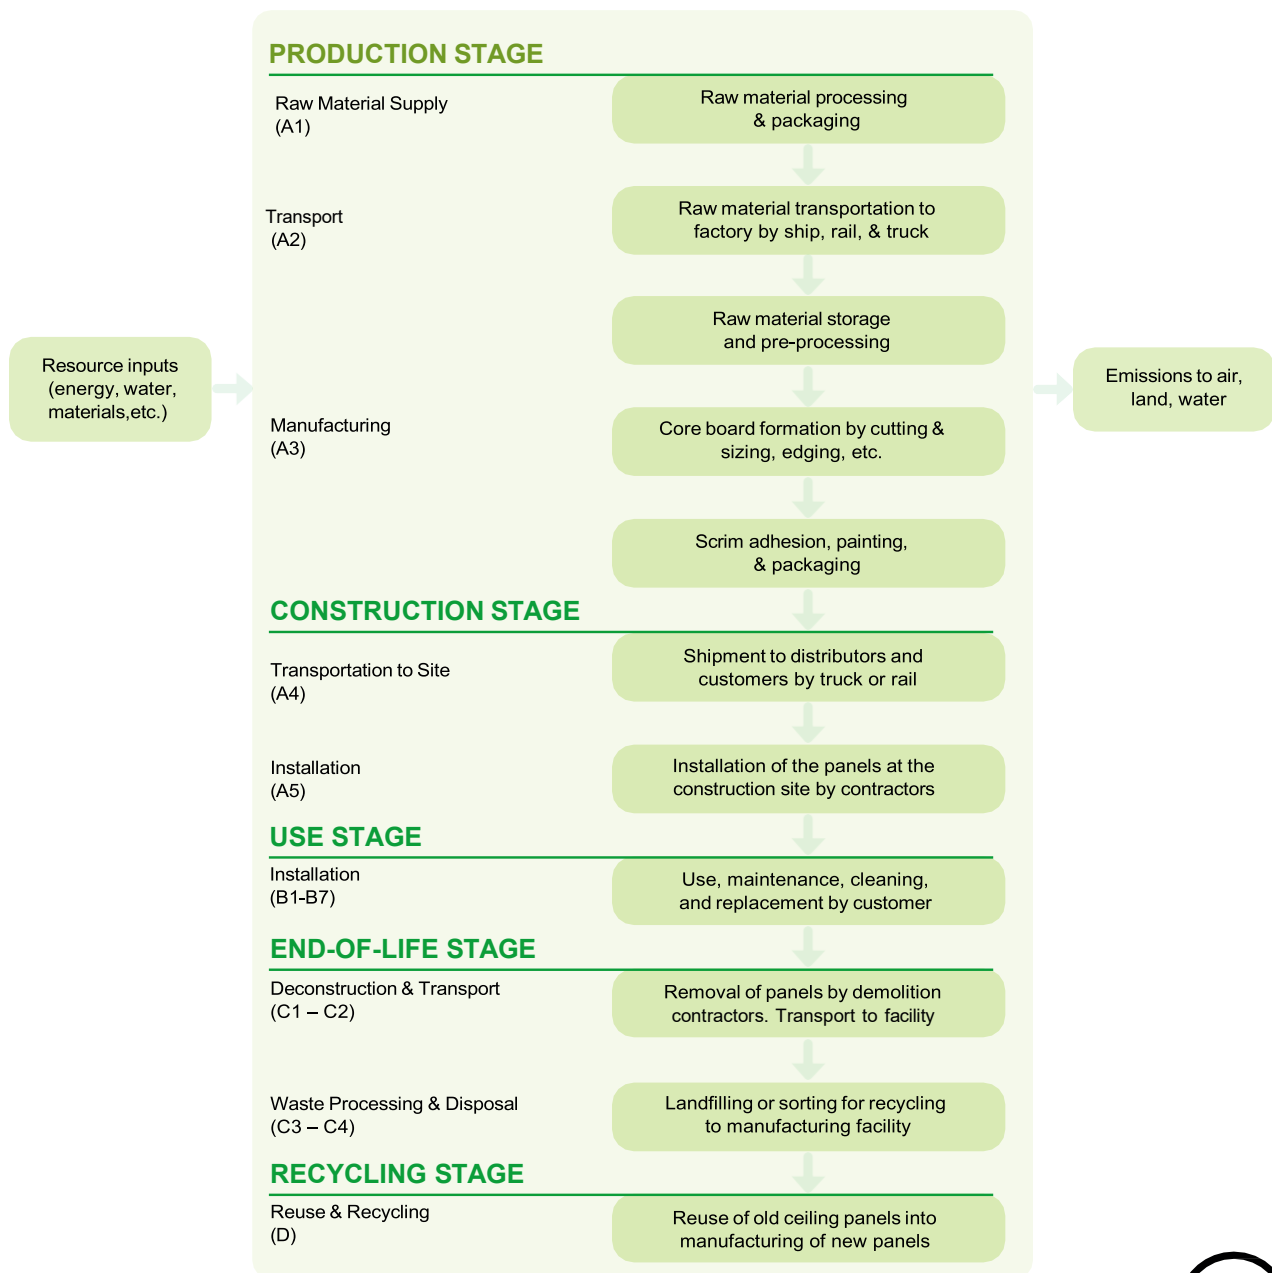 PRODUCTION STAGE
Raw Material Supply
(A1)
Raw material processing
& packaging
Transport
(A2)
Raw material transportation to
factory by ship, rail, & truck
Raw material storage
and pre-processing
Resource inputs
(energy, water,
materials,etc.)
Emissions to air,
land, water
Manufacturing
(A3)
Core board formation by cutting &
sizing, edging, etc.
Scrim adhesion, painting,
& packaging
CONSTRUCTION STAGE
Transportation to Site
(A4)
Shipment to distributors and
customers by truck or rail
Installation
(A5)
Installation of the panels at the
construction site by contractors
USE STAGE
Installation
(B1-B7)
Use, maintenance, cleaning,
and replacement by customer
END-OF-LIFE STAGE
Deconstruction & Transport
(C1 – C2)
Removal of panels by demolition
contractors. Transport to facility
Waste Processing & Disposal
(C3 – C4)
Landfilling or sorting for recycling
to manufacturing facility
RECYCLING STAGE
Reuse & Recycling
(D)
Reuse of old ceiling panels into
manufacturing of new panels